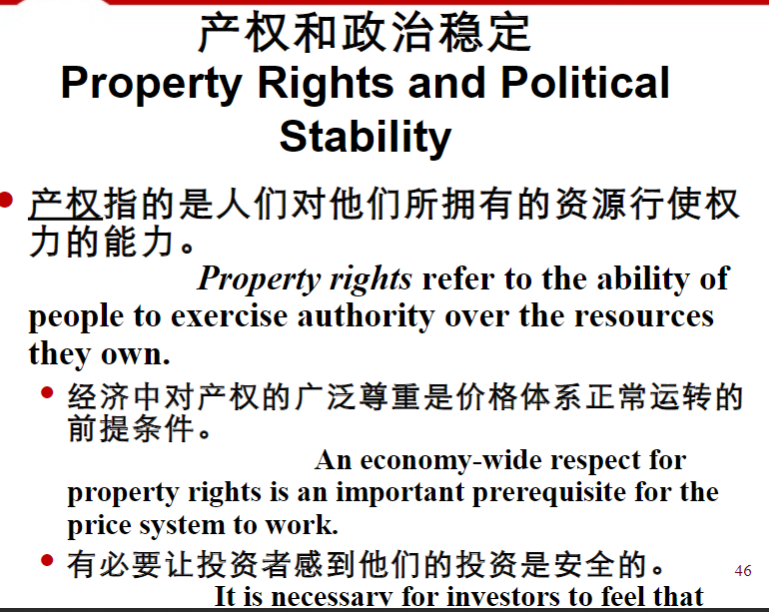 产权和政治稳定
Property Rights and Political
Stability
产权指的是人们对他们所拥有的资源行使权
力的能力。
Property rights refer to the ability of
people to exercise authority over the resources
they own.
经济中对产权的广泛尊重是价格体系正常运转的
前提条件。
An economy-wide respect for
property rights is an important prerequisite for the
price system to work.
有必要让投资者感到他们的投资是安全的。
46
It is necessary for investors to feel that